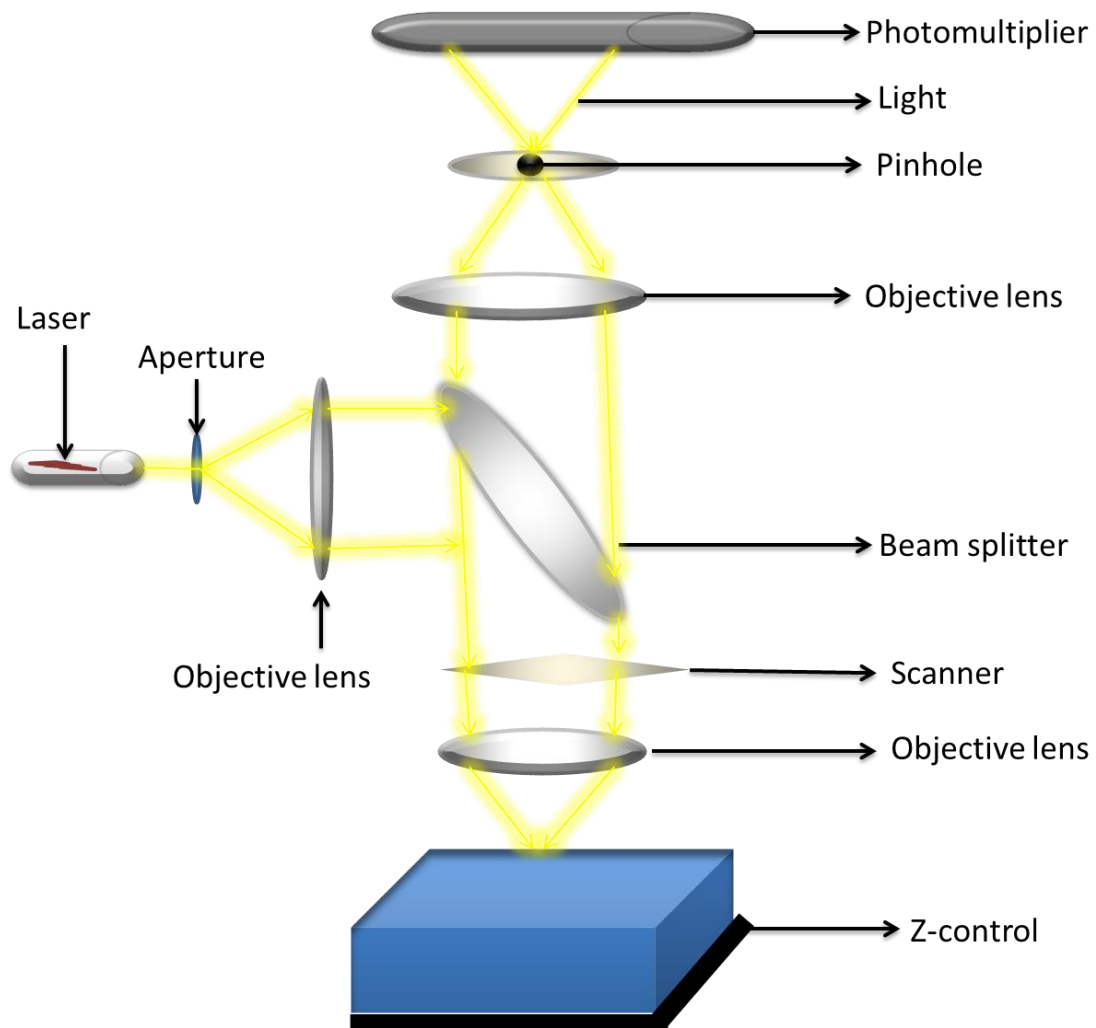 Photomultiplier
Light
Pinhole
Objective lens
Laser
Aperture
Beam splitter
Objective lens
Scanner
Objective lens
Z-control